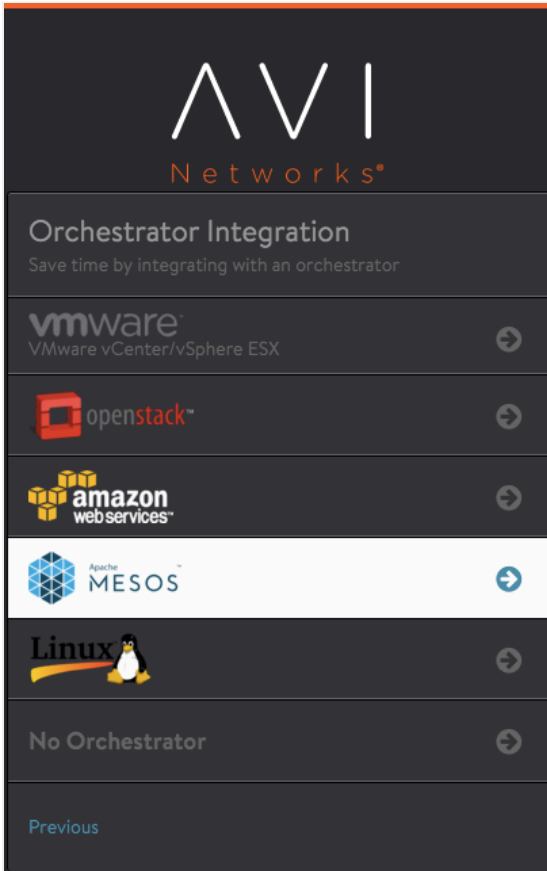 AVI
Networks®
Orchestrator Integration
Save time by integrating with an orchestrator
vmware
VMware vCenter/vSphere ESX
openstack™
amazon
webservices™
Apache
MESOS™
Linux
No Orchestrator
Previous